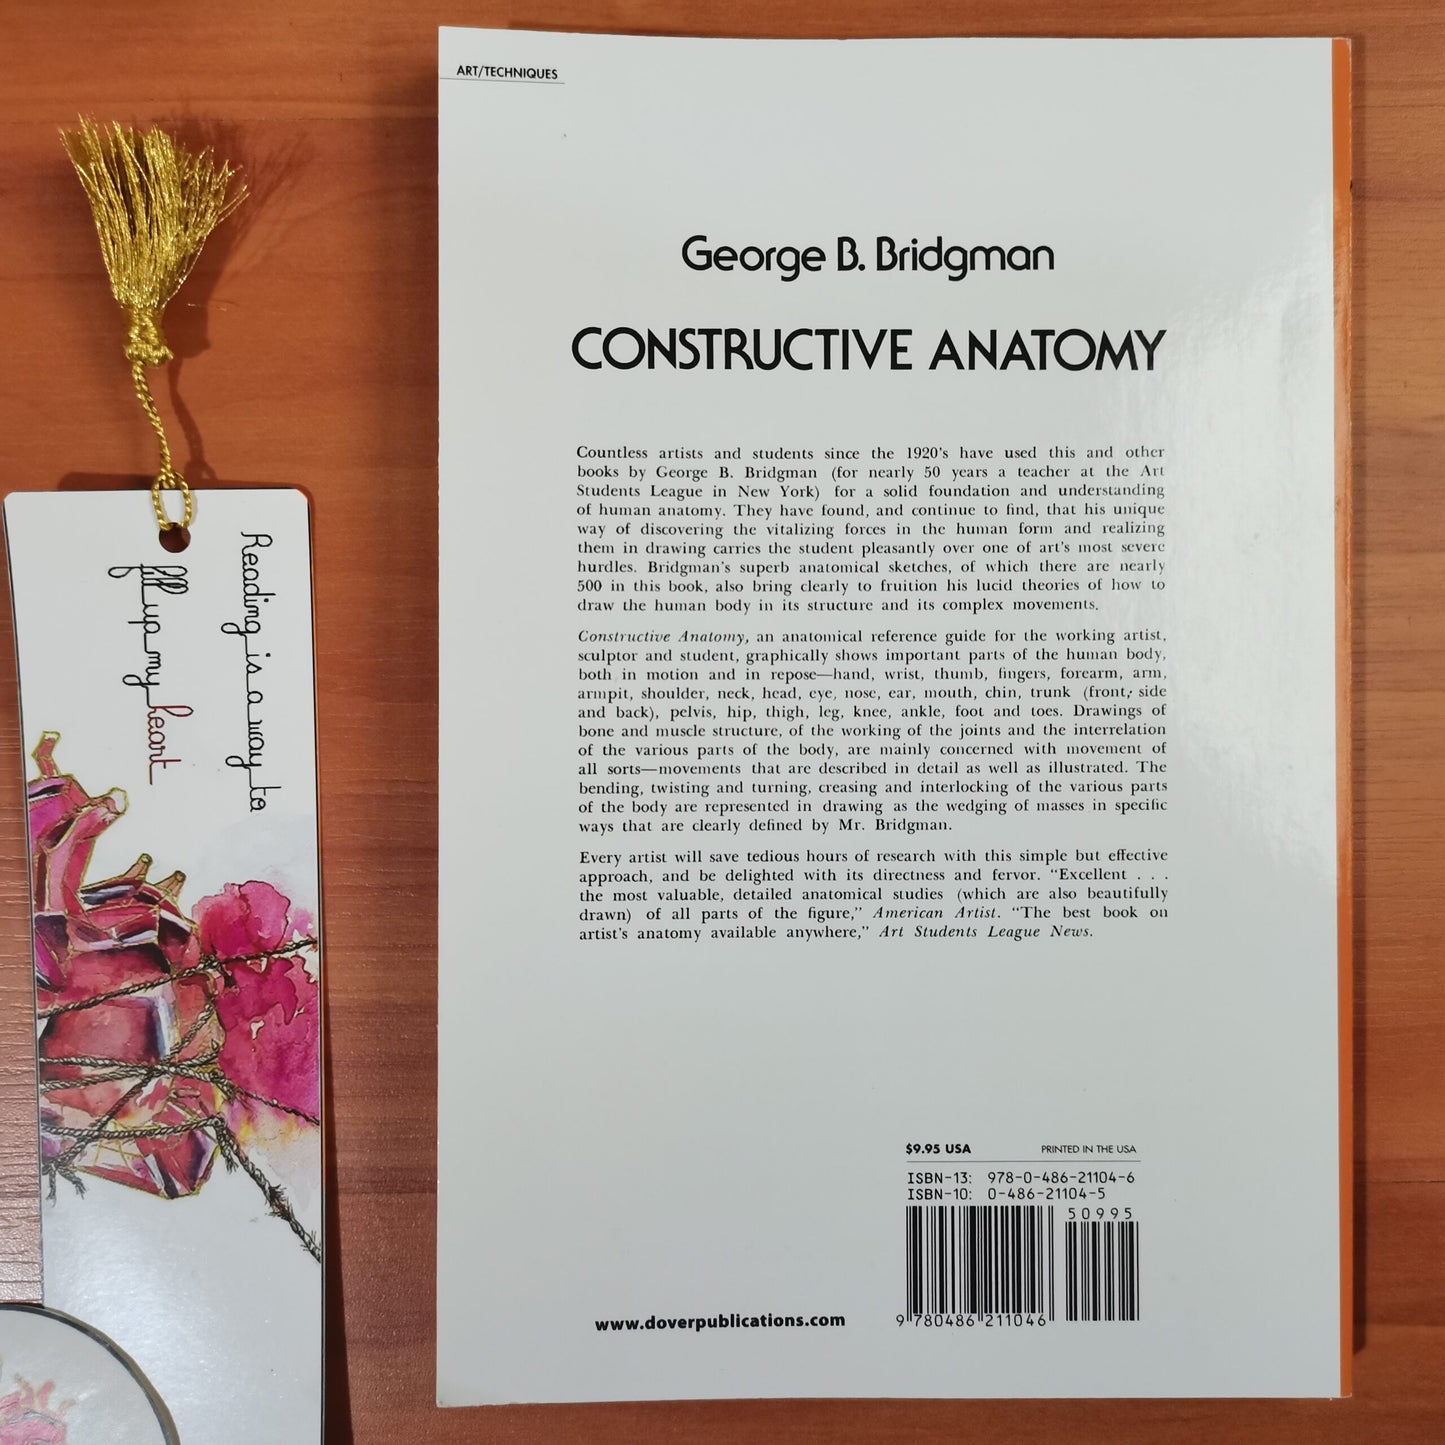 ART/TECHNIQUES
George B. Bridgman
CONSTRUCTIVE ANATOMY
Countless artists and students since the 1920's have used this and other
books by George B. Bridgman (for nearly 50 years a teacher at the Art
Students League in New York) for a solid foundation and understanding
of human anatomy. They have found, and continue to find, that his unique
way of discovering the vitalizing forces in the human form and realizing
them in drawing carries the student pleasantly over one of art's most severe
hurdles. Bridgman's superb anatomical sketches, of which there are nearly
500 in this book, also bring clearly to fruition his lucid theories of how to
draw the human body in its structure and its complex movements.
Constructive Anatomy, an anatomical reference guide for the working artist,
sculptor and student, graphically shows important parts of the human body,
both in motion and in repose—hand, wrist, thumb, fingers, forearm, arm,
armpit, shoulder, neck, head, eye, nose, ear, mouth, chin, trunk (front, side
and back), pelvis, hip, thigh, leg, knee, ankle, foot and toes. Drawings of
bone and muscle structure, of the working of the joints and the interrelation
of the various parts of the body, are mainly concerned with movement of
all sorts—movements that are described in detail as well as illustrated. The
bending, twisting and turning, creasing and interlocking of the various parts
of the body are represented in drawing as the wedging of masses in specific
ways that are clearly defined by Mr. Bridgman.
Every artist will save tedious hours of research with this simple but effective
approach, and be delighted with its directness and fervor. "Excellent . . .
the most valuable, detailed anatomical studies (which are also beautifully
drawn) of all parts of the figure," American Artist. "The best book on
artist's anatomy available anywhere," Art Students League News.
$9.95 USA PRINTED IN THE USA
ISBN-13: 978-0-486-21104-6
ISBN-10: 0-486-21104-5
50995
9 780486 211046
www.doverpublications.com
Reading is a way to
fill up my heart